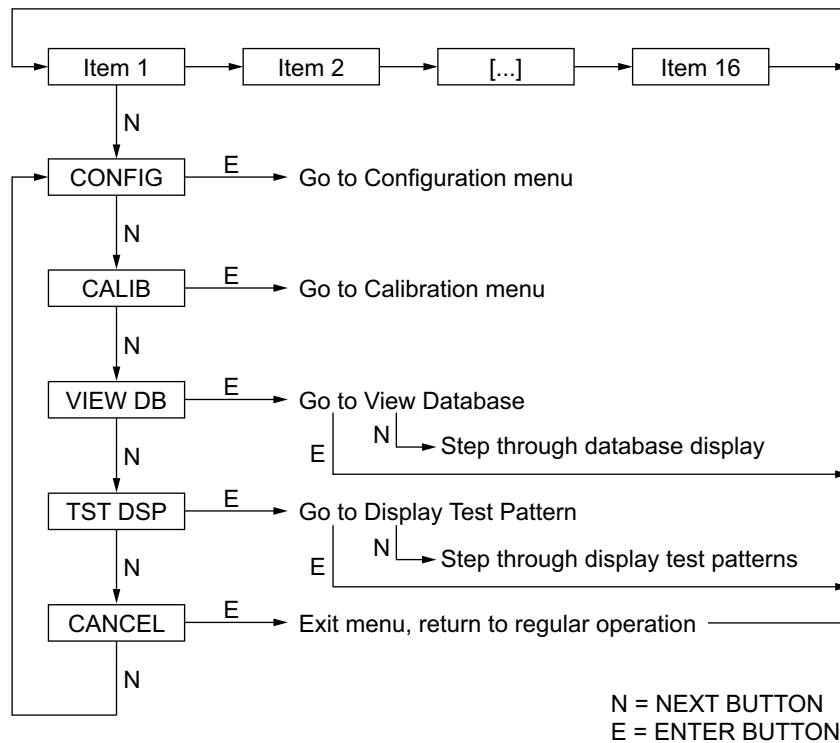 Item 1 Item 2 [...] Item 16
N
CONFIG E Go to Configuration menu
N
CALIB E Go to Calibration menu
N
VIEW DB E Go to View Database
N Step through database display
E
N
TST DSP E Go to Display Test Pattern
N Step through display test patterns
E
N
CANCEL E Exit menu, return to regular operation
N
N = NEXT BUTTON
E = ENTER BUTTON